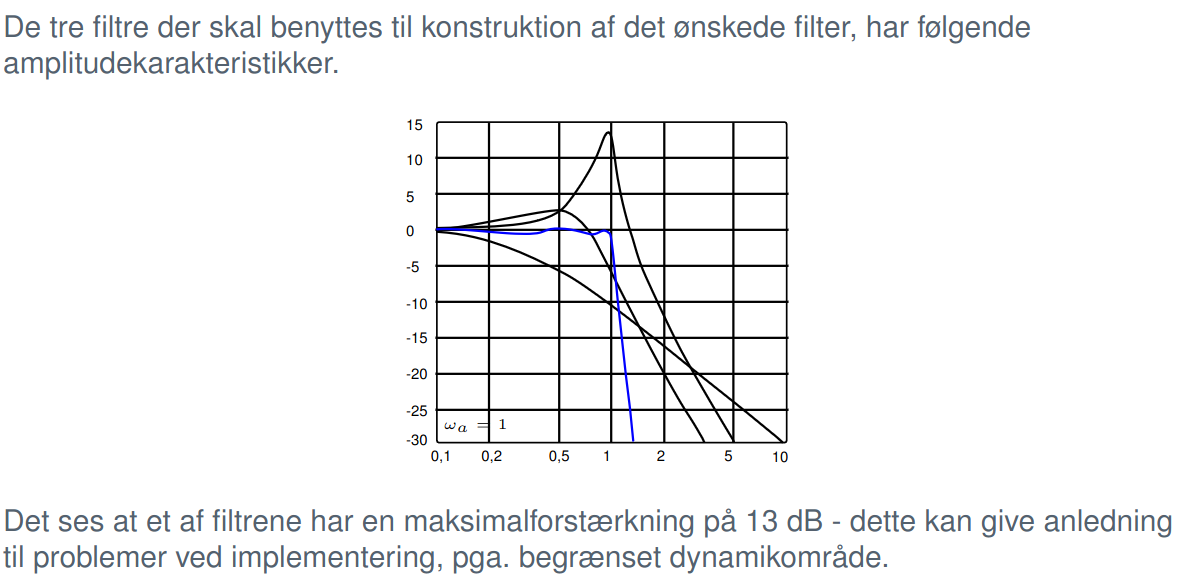 De tre filtre der skal benyttes til konstruktion af det ønskede filter, har følgende
amplitudekarakteristikker.
15
10
5
0
-5
-10
-15
-20
-25
-30
ωa = 1
0,1 0,2 0,5 1 2 5 10
Det ses at et af filtrene har en maksimalforstærkning på 13 dB - dette kan give anledning
til problemer ved implementering, pga. begrænset dynamikområde.